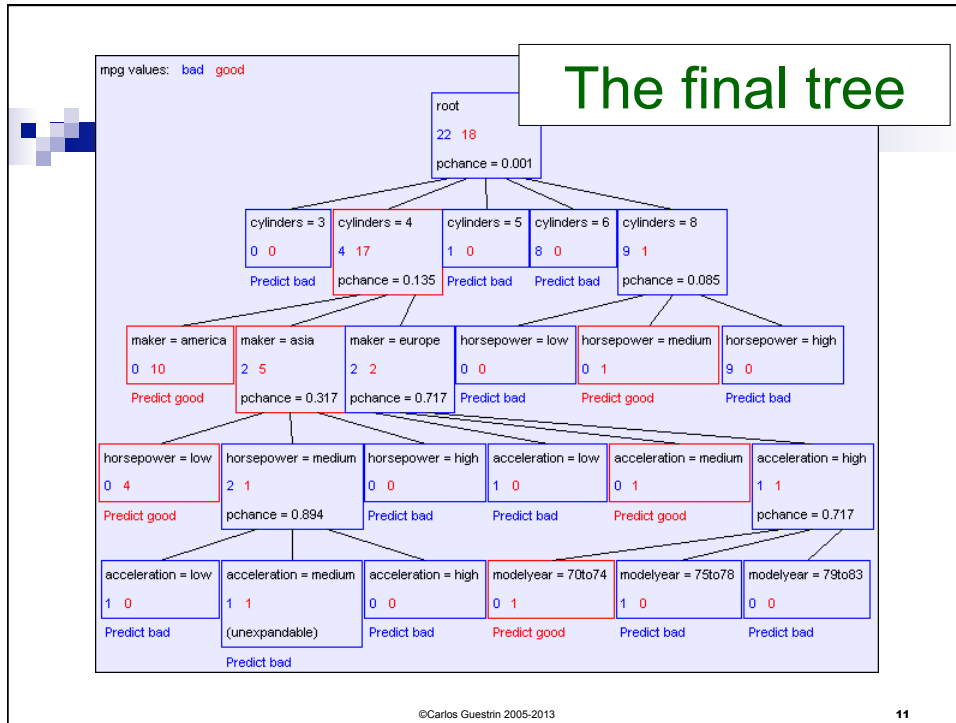 The final tree
mpg values: bad good
root
22 18
pchance = 0.001
cylinders = 3
0 0
Predict bad
cylinders = 4
4 17
pchance = 0.135
cylinders = 5
1 0
Predict bad
cylinders = 6
8 0
Predict bad
cylinders = 8
9 1
pchance = 0.085
maker = america
0 10
Predict good
maker = asia
2 5
pchance = 0.317
maker = europe
2 2
pchance = 0.717
horsepower = low
0 0
Predict bad
horsepower = medium
0 1
Predict good
horsepower = high
9 0
Predict bad
horsepower = low
0 4
Predict good
horsepower = medium
2 1
pchance = 0.894
horsepower = high
0 0
Predict bad
acceleration = low
1 0
Predict bad
acceleration = medium
0 1
Predict good
acceleration = high
1 1
pchance = 0.717
acceleration = low
1 0
Predict bad
acceleration = medium
1 1
(unexpandable)
Predict bad
acceleration = high
0 0
Predict bad
modelyear = 70to74
0 1
Predict good
modelyear = 75to78
1 0
Predict bad
modelyear = 79to83
0 0
Predict bad
©Carlos Guestrin 2005-2013
11